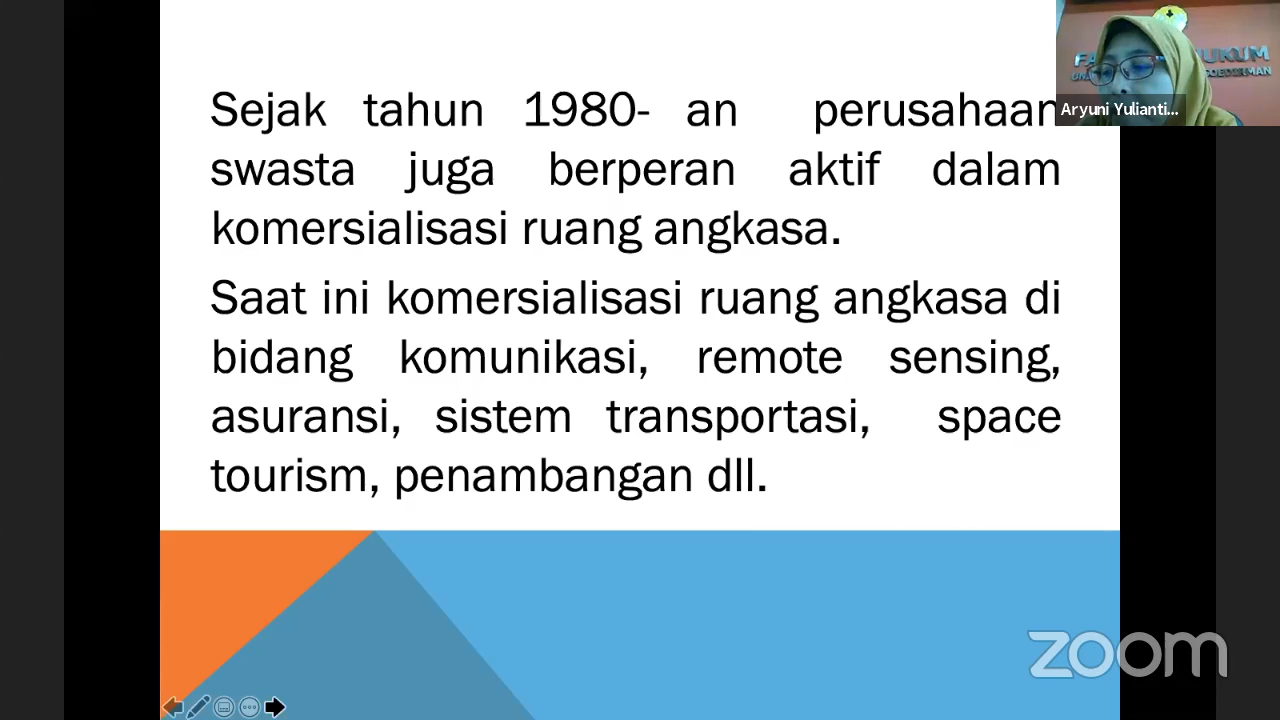 Sejak tahun 1980- an perusahaan
swasta juga berperan aktif dalam
komersialisasi ruang angkasa.
Saat ini komersialisasi ruang angkasa di
bidang komunikasi, remote sensing,
asuransi, sistem transportasi, space
tourism, penambangan dll.
Aryuni Yulianti...
zoom